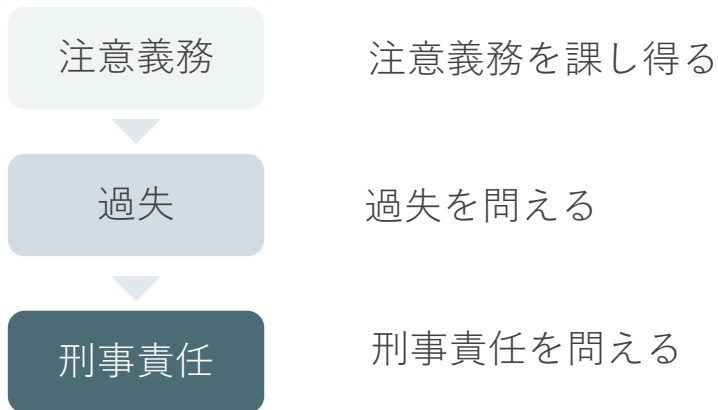 注意義務
注意義務を課し得る
過失
過失を問える
刑事責任
刑事責任を問える